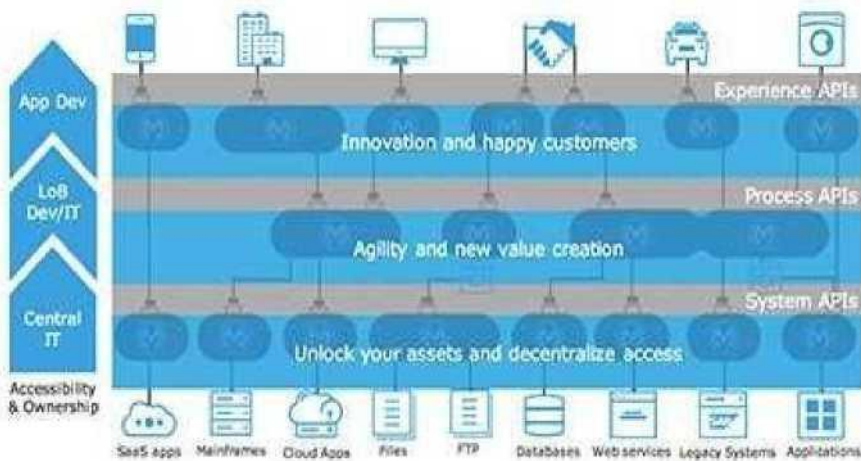 App Dev
Experience APIs
Innovation and happy customers
LoB
Dev/IT
Process APIs
Agility and new value creation
Central
IT
System APIs
Unlock your assets and decentralize access
Accessibility
& Ownership
SaaS apps
Mainframes
Cloud Apps
Files
FTP
Databases
Web services
Legacy Systems
Applications